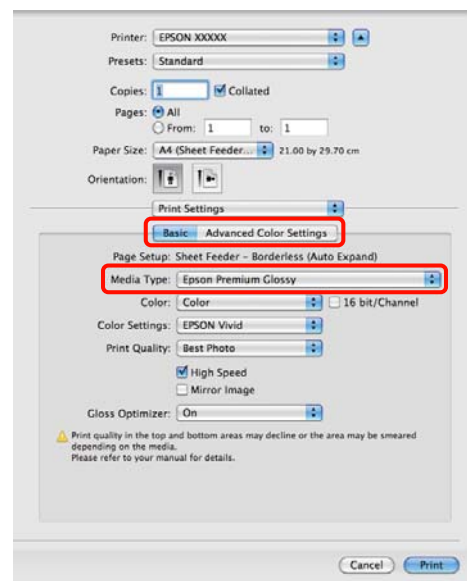 Printer: EPSON XXXXX
Presets: Standard
Copies: 1 Collated
Pages: All
From: 1 to: 1
Paper Size: A4 (Sheet Feeder... 21.00 by 29.70 cm
Orientation:
Print Settings
Basic Advanced Color Settings
Page Setup: Sheet Feeder - Borderless (Auto Expand)
Media Type: Epson Premium Glossy
Color: Color 16 bit/Channel
Color Settings: EPSON Vivid
Print Quality: Best Photo
High Speed
Mirror Image
Gloss Optimizer: On
Print quality in the top and bottom areas may decline or the area may be smeared
depending on the media.
Please refer to your manual for details.
Cancel Print